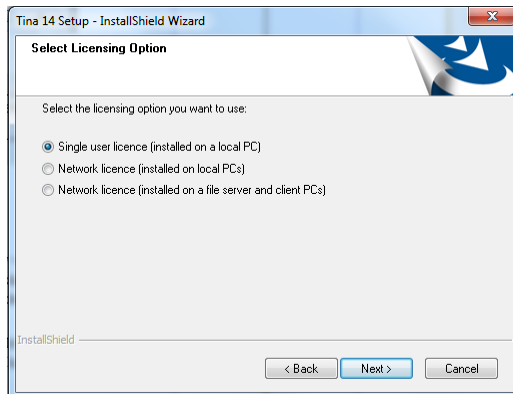 Tina 14 Setup - InstallShield Wizard
Select Licensing Option
Select the licensing option you want to use:
Single user licence (installed on a local PC)
Network licence (installed on local PCs)
Network licence (installed on a file server and client PCs)
InstallShield
< Back
Next >
Cancel